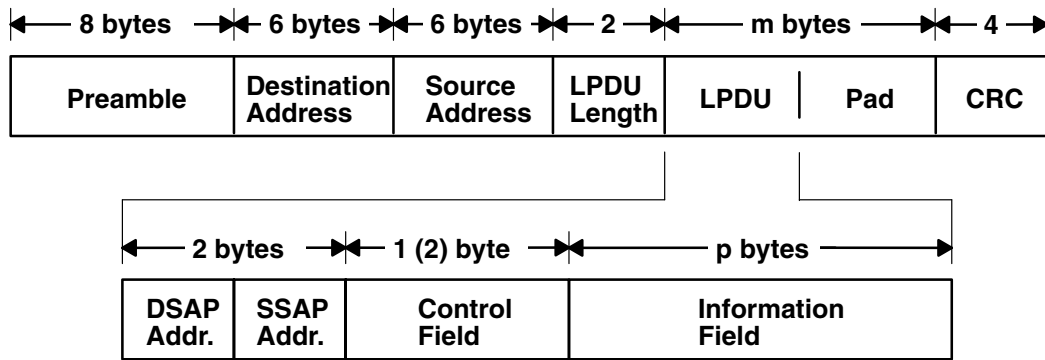 8 bytes 6 bytes 6 bytes 2 m bytes 4
Preamble Destination Address Source Address LPDU Length LPDU Pad CRC
2 bytes 1 (2) byte p bytes
DSAP Addr. SSAP Addr. Control Field Information Field